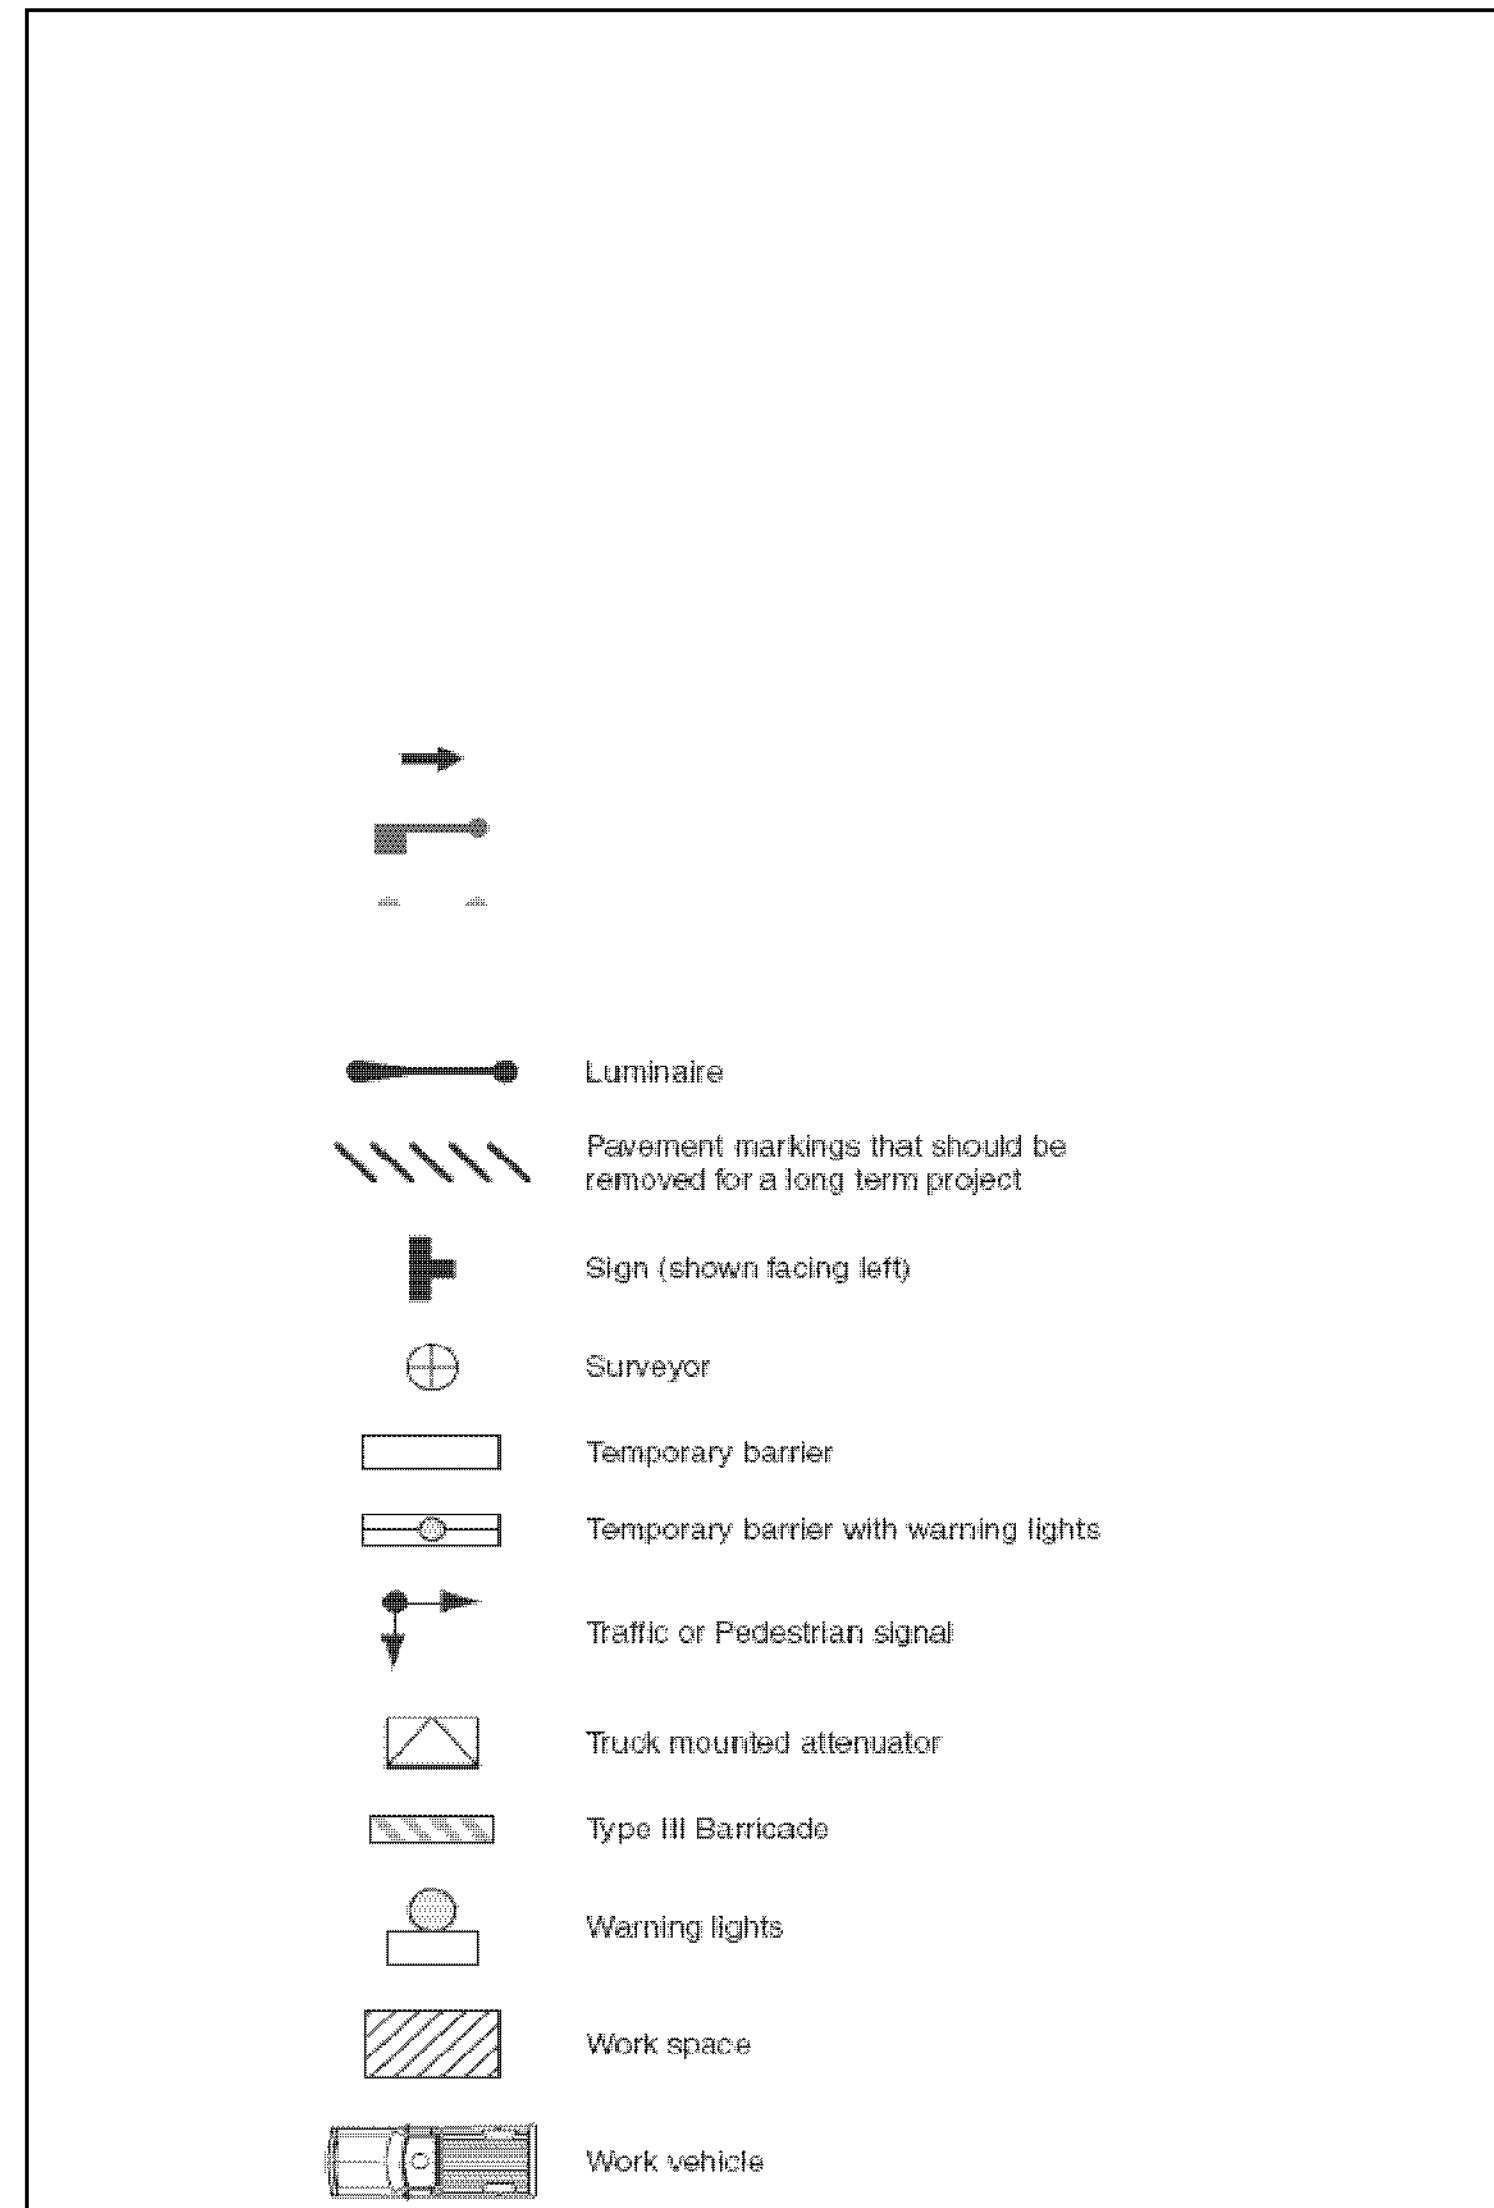 Luminaire
Pavement markings that should be
removed for a long term project
Sign (shown facing left)
Surveyor
Temporary barrier
Temporary barrier with warning lights
Traffic or Pedestrian signal
Truck mounted attenuator
Type III Barricade
Warning lights
Work space
Work vehicle